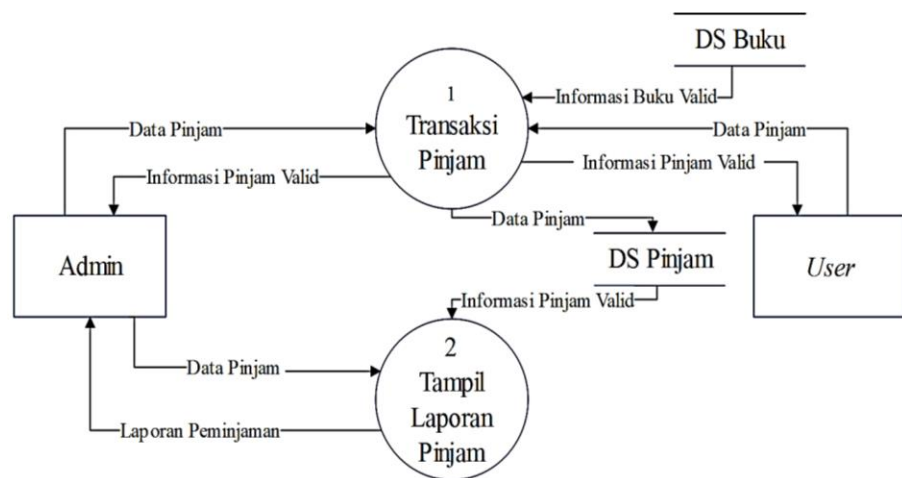 DS Buku
1
Transaksi
Pinjam
Informasi Buku Valid
Data Pinjam
Data Pinjam
Informasi Pinjam Valid
Informasi Pinjam Valid
Data Pinjam
Admin
DS Pinjam
User
Informasi Pinjam Valid
2
Tampil
Laporan
Pinjam
Data Pinjam
Laporan Peminjaman